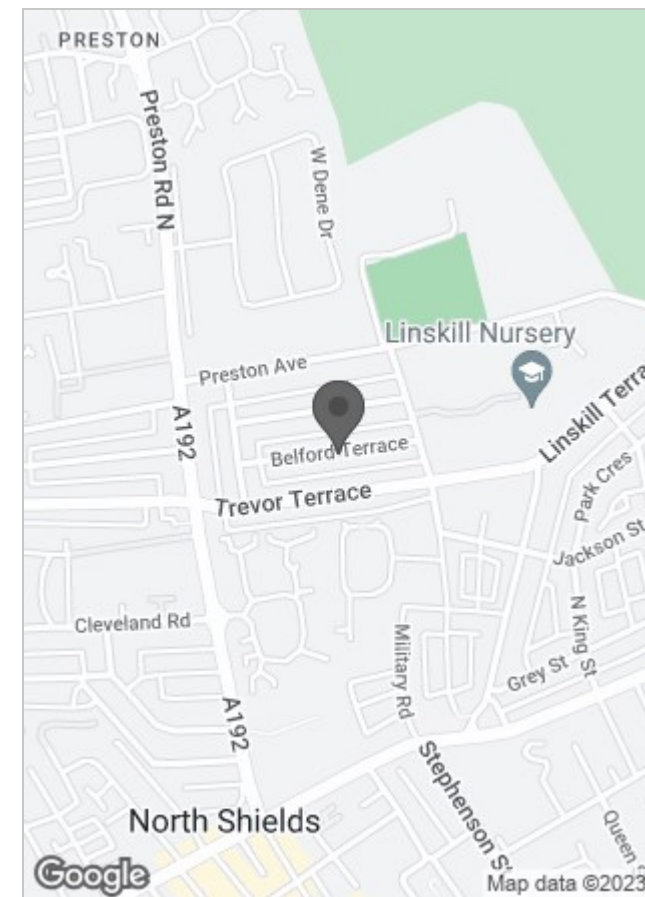 PRESTON
Preston Rd N
W Dene Dr
Linskill Nursery
Preston Ave
A192
Belford Terrace
Linskill Terra
Trevor Terrace
Park Cres
Jackson St
Cleveland Rd
N King St
Military Rd
Grey St
A192
Stephenson S
North Shields
Queen S
Google
Map data ©2023